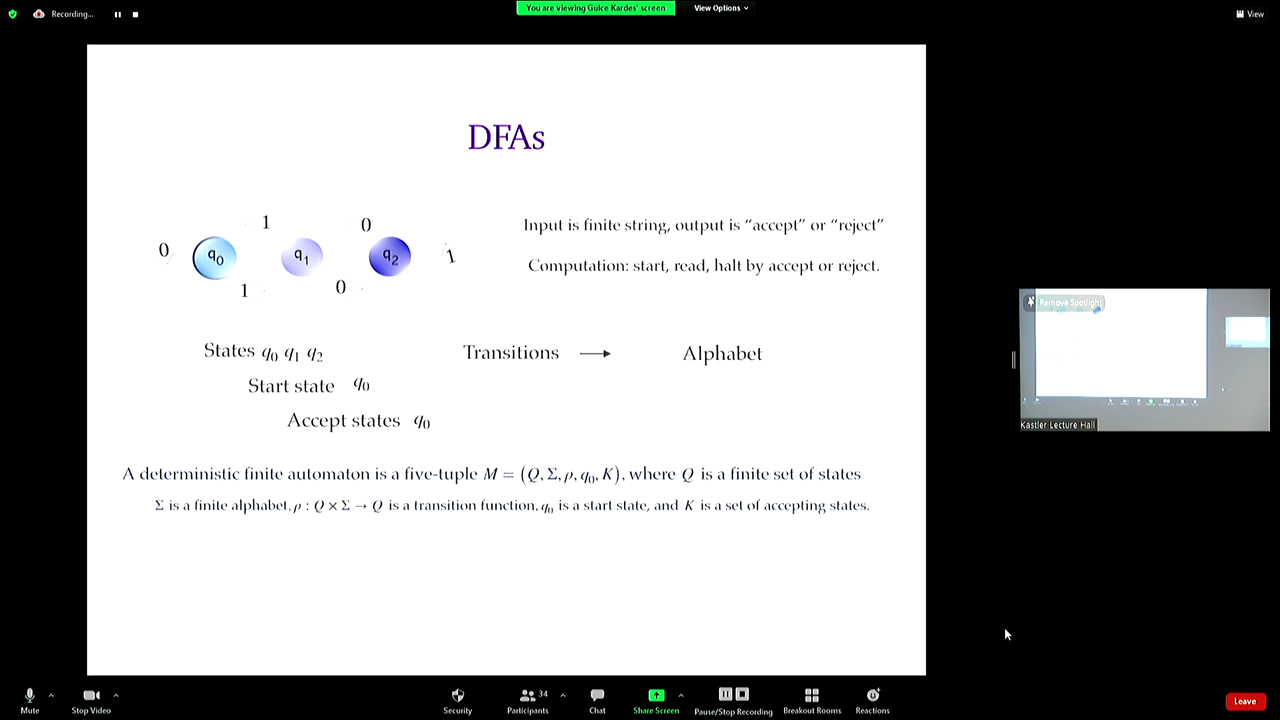 Recording...
You are viewing Gulce Kardes' screen
View Options
View
DFAs
1
0
0
q0
q1
q2
1
1
0
Input is finite string, output is “accept” or “reject”
Computation: start, read, halt by accept or reject.
States q0 q1 q2
Transitions →
Alphabet
Start state q0
Accept states q0
A deterministic finite automaton is a five-tuple M = (Q, Σ, ρ, q0, K), where Q is a finite set of states
Σ is a finite alphabet, ρ : Q × Σ → Q is a transition function, q0 is a start state, and K is a set of accepting states.
Remove Spotlight
Kastler Lecture Hall
Mute
Stop Video
Security
Participants
34
Chat
Share Screen
Pause/Stop Recording
Breakout Rooms
Reactions
Leave